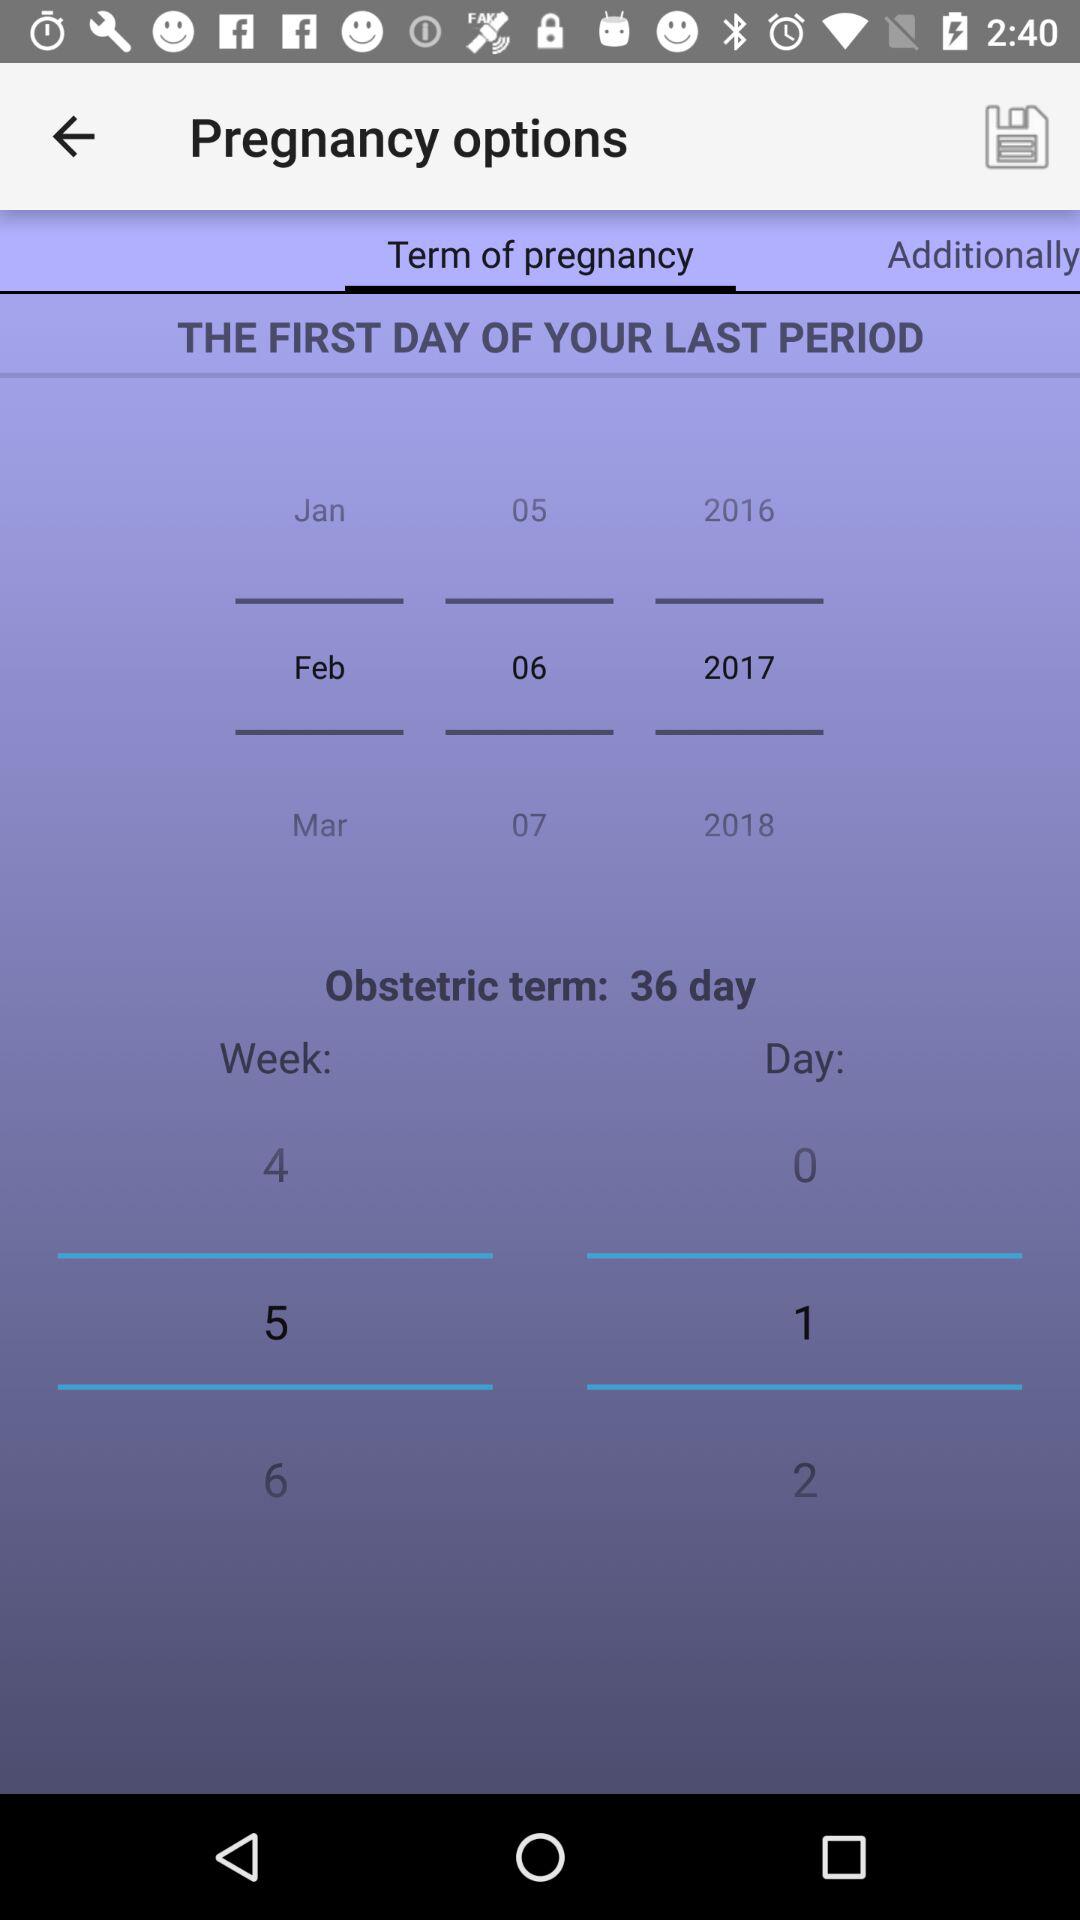 FAKE 2:40
Pregnancy options
Term of pregnancy Additionally
THE FIRST DAY OF YOUR LAST PERIOD
Jan 05 2016
Feb 06 2017
Mar 07 2018
Obstetric term: 36 day
Week: Day:
4 0
5 1
6 2